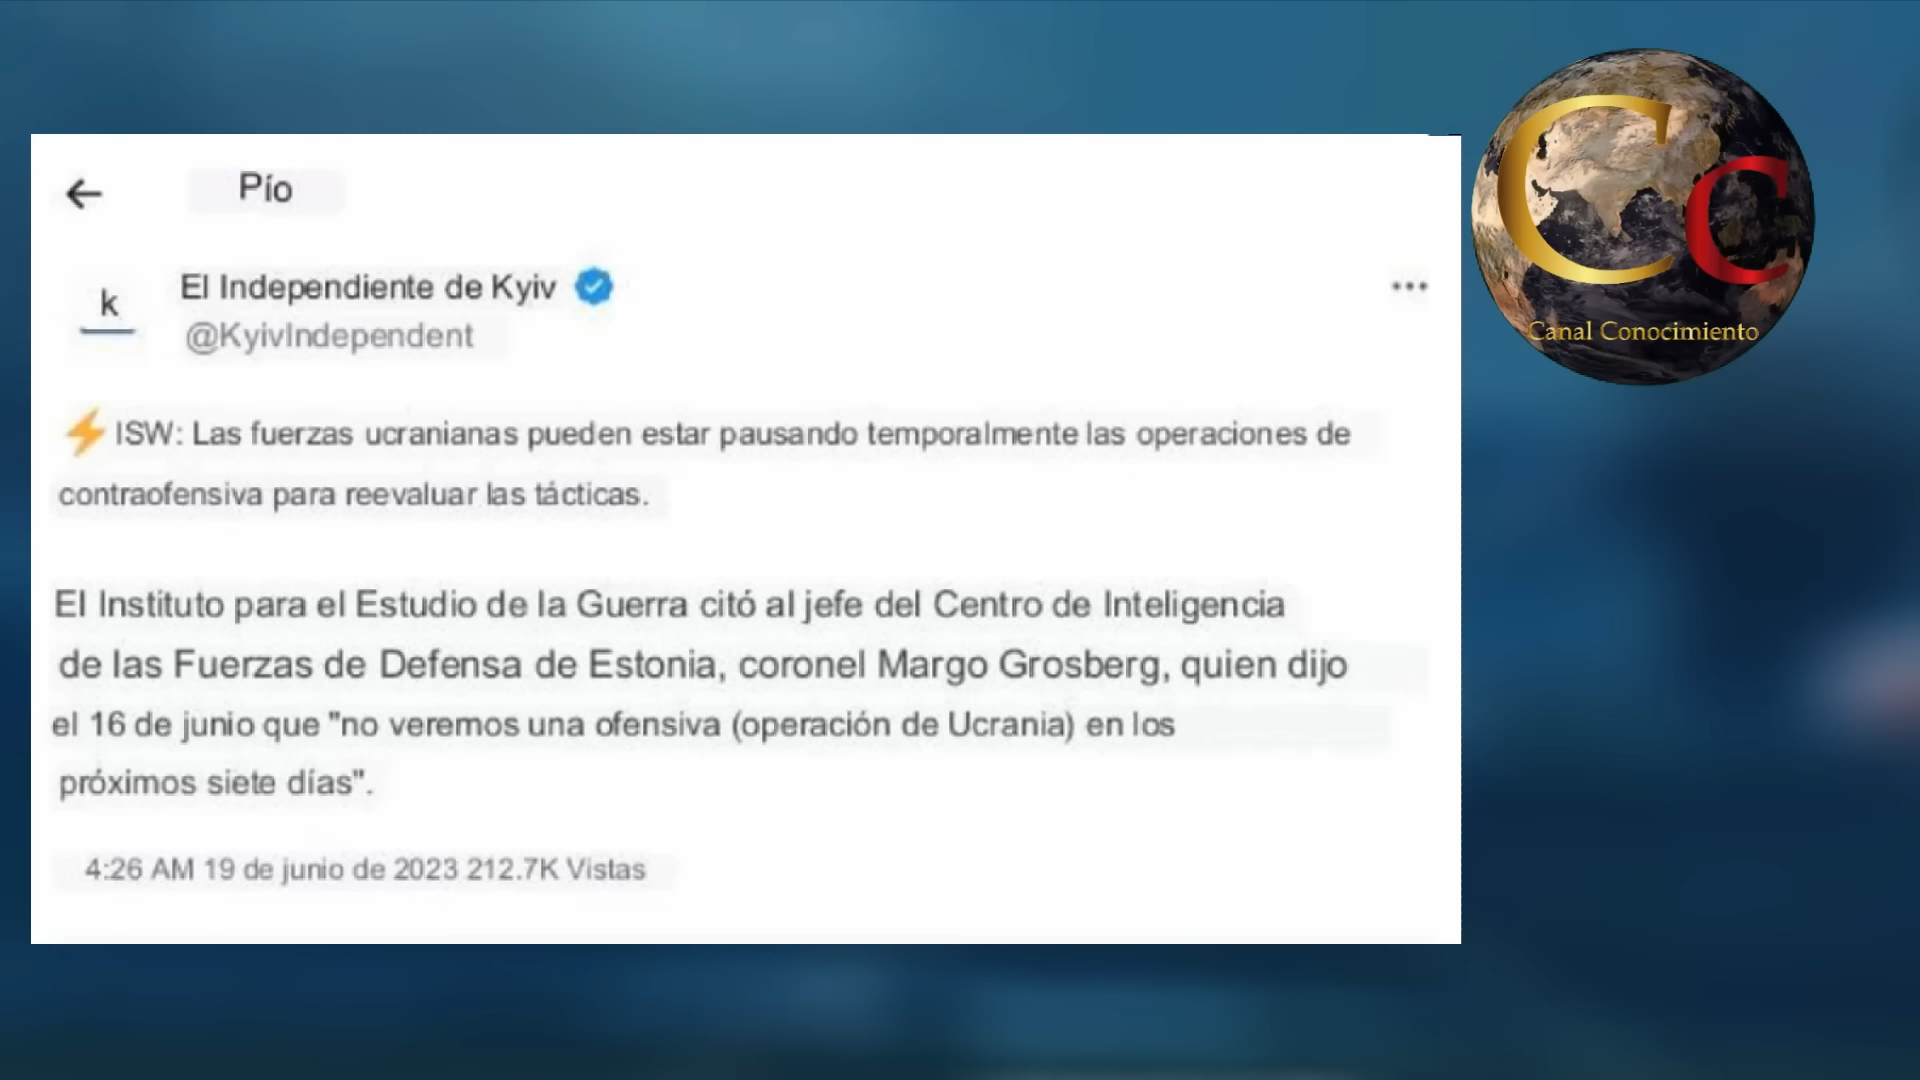 Pío
k
El Independiente de Kyiv
@KyivIndependent
⚡ISW: Las fuerzas ucranianas pueden estar pausando temporalmente las operaciones de
contraofensiva para reevaluar las tácticas.
El Instituto para el Estudio de la Guerra citó al jefe del Centro de Inteligencia
de las Fuerzas de Defensa de Estonia, coronel Margo Grosberg, quien dijo
el 16 de junio que "no veremos una ofensiva (operación de Ucrania) en los
próximos siete días".
4:26 AM 19 de junio de 2023 212.7K Vistas
Cc
Canal Conocimiento